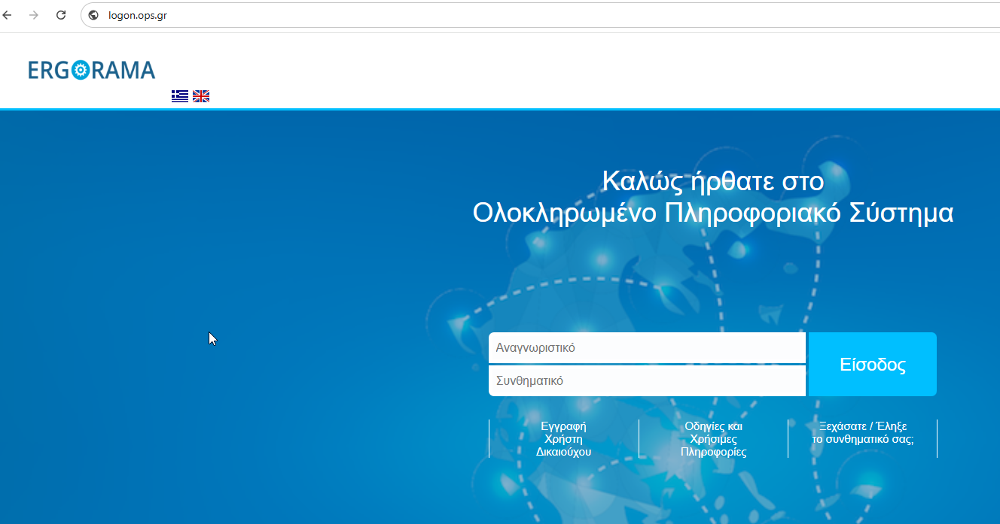 logon.ops.gr
ERGORAMA
Καλώς ήρθατε στο
Ολοκληρωμένο Πληροφοριακό Σύστημα
Αναγνωριστικό
Συνθηματικό
Είσοδος
Εγγραφή
Χρήστη
Δικαιούχου
Οδηγίες και
Χρήσιμες
Πληροφορίες
Ξεχάσατε / Έληξε
το συνθηματικό σας;